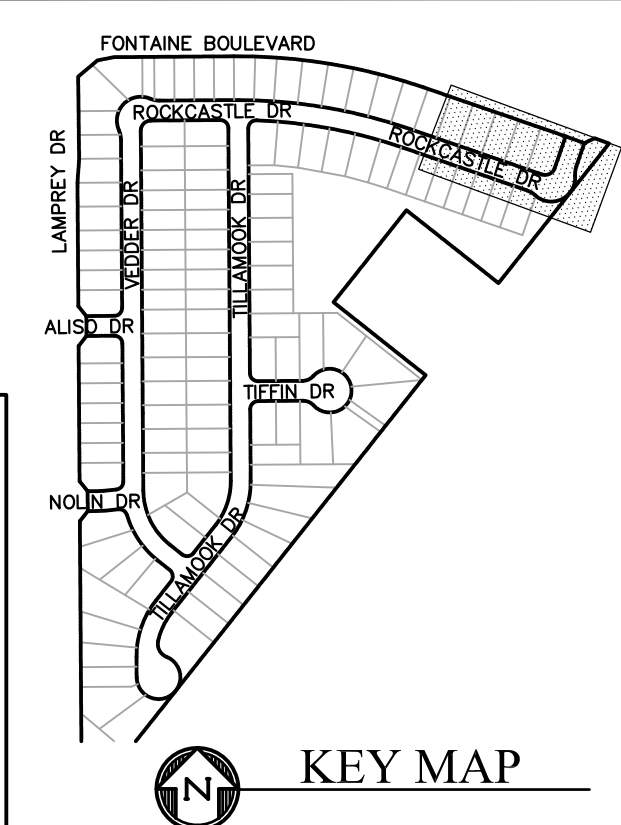 FONTAINE BOULEVARD
ROCKCASTLE DR
ROCKCASTLE DR
LAMPREY DR
VEDDER DR
TILLAMOOK DR
ALISO DR
TIFFIN DR
NOLIN DR
TILLAMOOK DR
KEY MAP
N